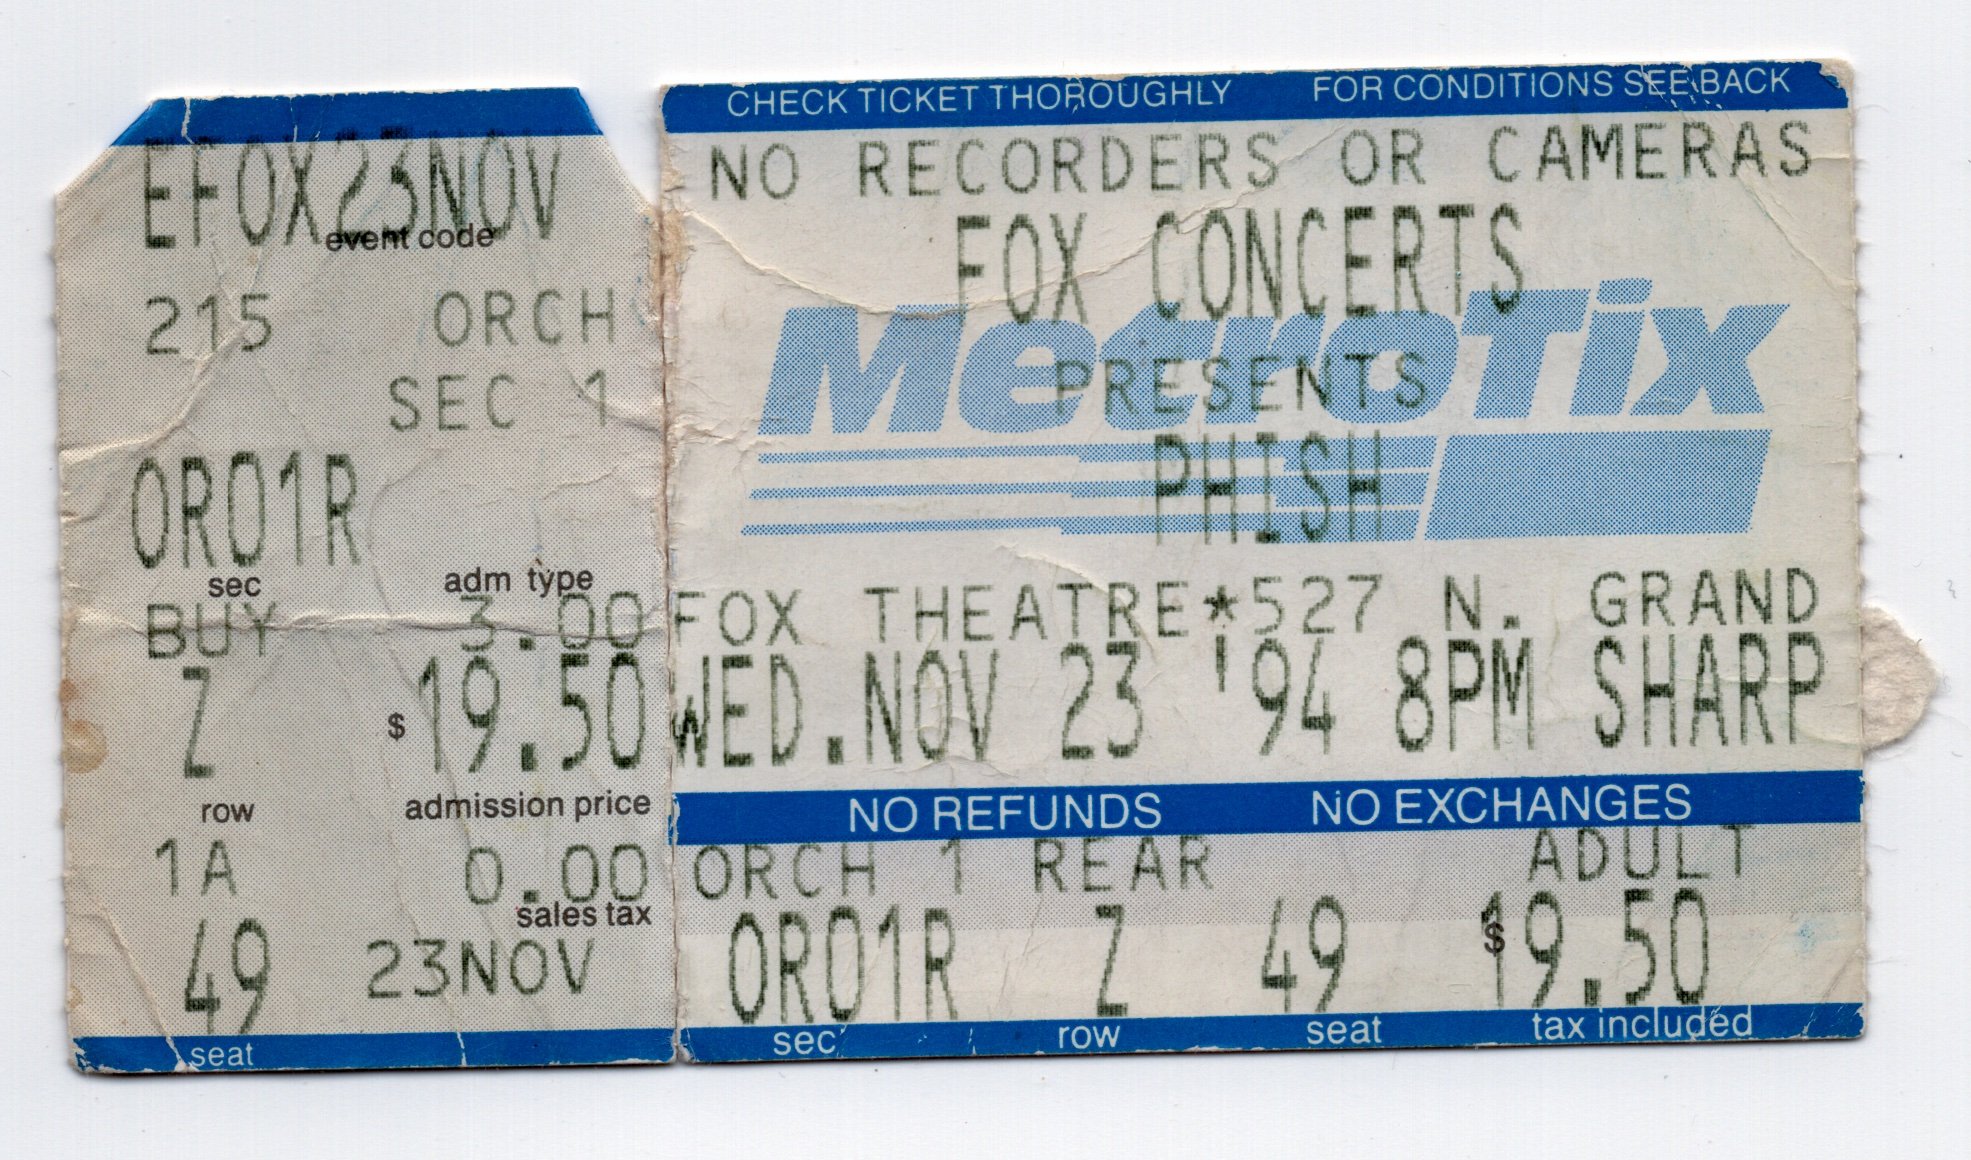 EFOX23NOV
event code
215 ORCH
SEC 1
OR01R
sec adm type
BUY 3.00
Z $ 19.50
row admission price
1A 0.00
sales tax
49 23NOV
seat
CHECK TICKET THOROUGHLY FOR CONDITIONS SEE BACK
NO RECORDERS OR CAMERAS
FOX CONCERTS
MetroTix
PRESENTS
PHISH
FOX THEATRE*527 N. GRAND
WED.NOV 23 '94 8PM SHARP
NO REFUNDS NO EXCHANGES
ORCH 1 REAR ADULT
OR01R Z 49 $19.50
sec row seat tax included